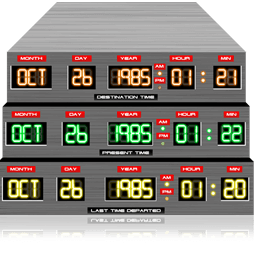 MONTH DAY YEAR HOUR MIN
OCT 26 1985 AM PM 01 : 21
DESTINATION TIME
MONTH DAY YEAR HOUR MIN
OCT 26 1985 AM PM 01 : 22
PRESENT TIME
MONTH DAY YEAR HOUR MIN
OCT 26 1985 AM PM 01 : 20
LAST TIME DEPARTED